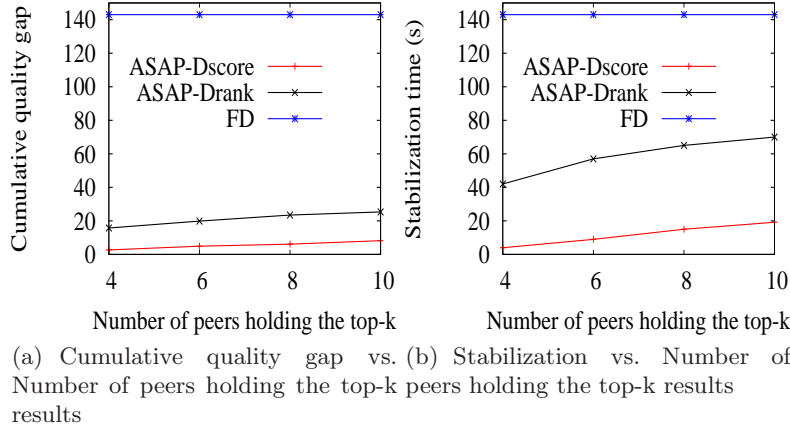 Cumulative quality gap
140
120
100
80
60
40
20
0
ASAP-Dscore
ASAP-Drank
FD
4 6 8 10
Number of peers holding the top-k
Stabilization time (s)
140
120
100
80
60
40
20
0
ASAP-Dscore
ASAP-Drank
FD
4 6 8 10
Number of peers holding the top-k
(a) Cumulative quality gap vs.
Number of peers holding the top-k
results
(b) Stabilization vs. Number of
peers holding the top-k results